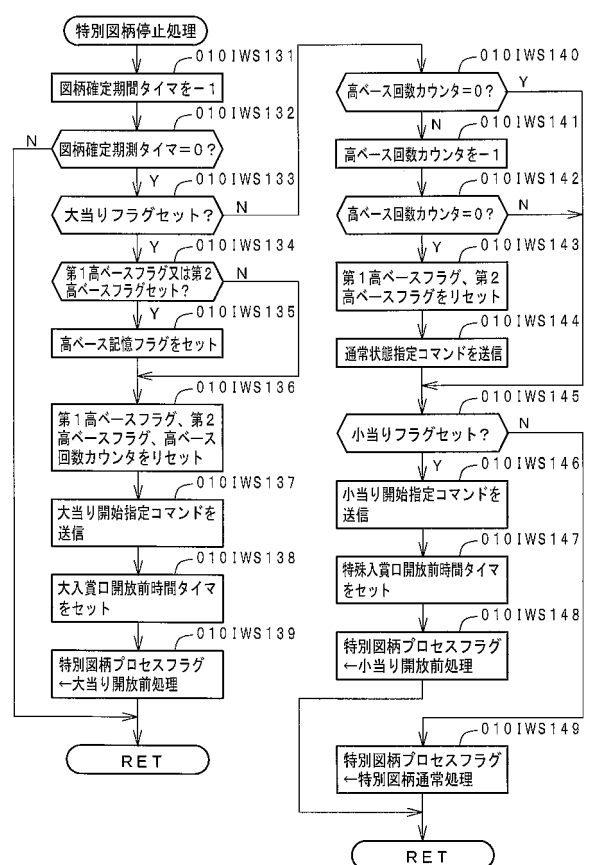 特別図柄停止処理
010IWS131
図柄確定期間タイマを−1
010IWS132
N
図柄確定期測タイマ=0?
Y
010IWS133
大当りフラグセット?
N
Y
010IWS134
第1高ベースフラグ又は第2
高ベースフラグセット?
N
Y
010IWS135
高ベース記憶フラグをセット
010IWS136
第1高ベースフラグ、第2
高ベースフラグ、高ベース
回数カウンタをリセット
010IWS137
大当り開始指定コマンドを
送信
010IWS138
大入賞口開放前時間タイマ
をセット
010IWS139
特別図柄プロセスフラグ
←大当り開放前処理
RET
010IWS140
高ベース回数カウンタ=0?
Y
N
010IWS141
高ベース回数カウンタを−1
010IWS142
高ベース回数カウンタ=0?
N
Y
010IWS143
第1高ベースフラグ、第2
高ベースフラグをリセット
010IWS144
通常状態指定コマンドを送信
010IWS145
小当りフラグセット?
N
Y
010IWS146
小当り開始指定コマンドを
送信
010IWS147
特殊入賞口開放前時間タイマ
をセット
010IWS148
特別図柄プロセスフラグ
←小当り開放前処理
010IWS149
特別図柄プロセスフラグ
←特別図柄通常処理
RET